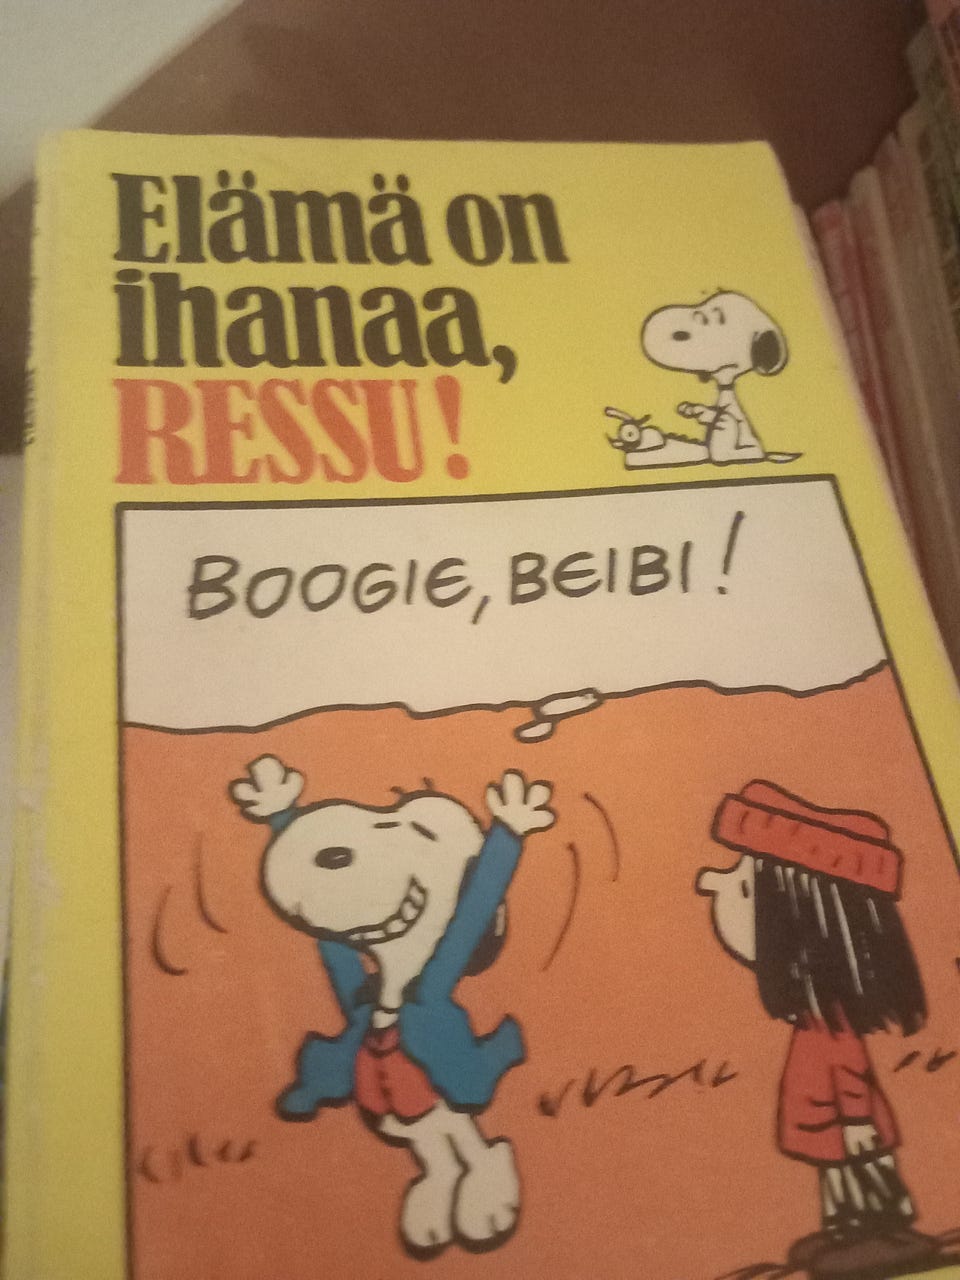 Elämä on
ihanaa,
RESSU!
BOOGIE, BEIBI!